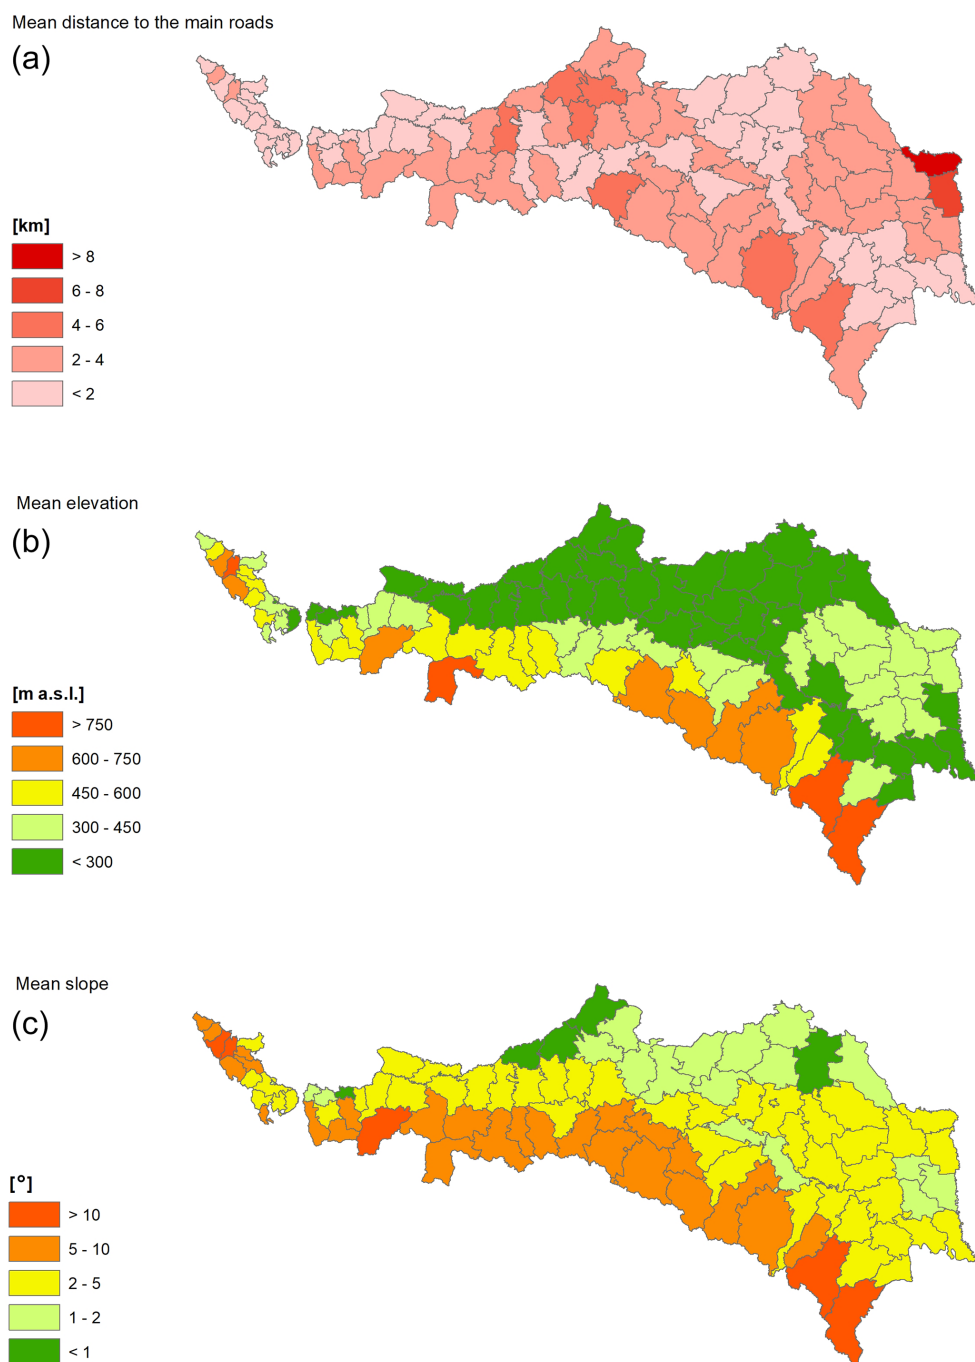 Mean distance to the main roads
(a)
[km]
> 8
6 - 8
4 - 6
2 - 4
< 2
Mean elevation
(b)
[m a.s.l.]
> 750
600 - 750
450 - 600
300 - 450
< 300
Mean slope
(c)
[°]
> 10
5 - 10
2 - 5
1 - 2
< 1